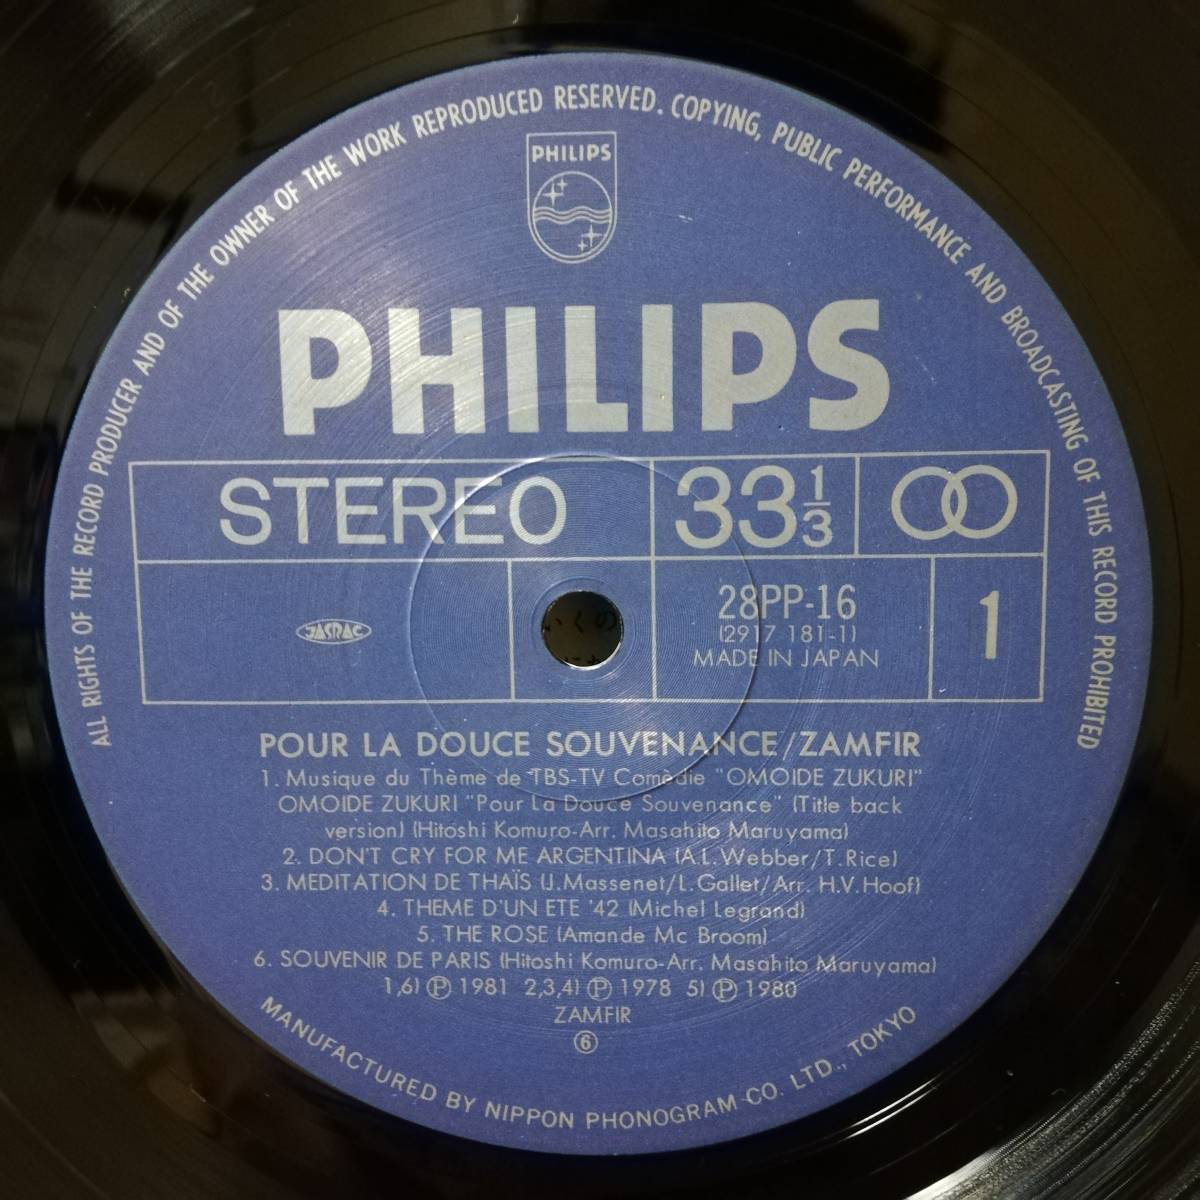 ALL RIGHTS OF THE RECORD PRODUCER AND OF THE OWNER OF THE WORK REPRODUCED RESERVED. COPYING, PUBLIC PERFORMANCE AND BROADCASTING OF THIS RECORD PROHIBITED
PHILIPS
PHILIPS
STEREO 33 1/3
28PP-16
(2917 181-1)
MADE IN JAPAN
1
JASRAC
いくの
POUR LA DOUCE SOUVENANCE/ZAMFIR
1. Musique du Thème de TBS-TV Comèdie "OMOIDE ZUKURI"
OMOIDE ZUKURI "Pour La Douce Souvenance" (Title back
version) (Hitoshi Komuro-Arr. Masahito Maruyama)
2. DON'T CRY FOR ME ARGENTINA (A.L.Webber/T.Rice)
3. MEDITATION DE THAÏS (J.Massenet/L.Gallet/Arr. H.V.Hoof)
4. THEME D'UN ETE '42 (Michel Legrand)
5. THE ROSE (Amande Mc Broom)
6. SOUVENIR DE PARIS (Hitoshi Komuro-Arr. Masahito Maruyama)
1,6) Ⓟ 1981 2,3,4) Ⓟ 1978 5) Ⓟ 1980
ZAMFIR
⑥
MANUFACTURED BY NIPPON PHONOGRAM CO. LTD., TOKYO